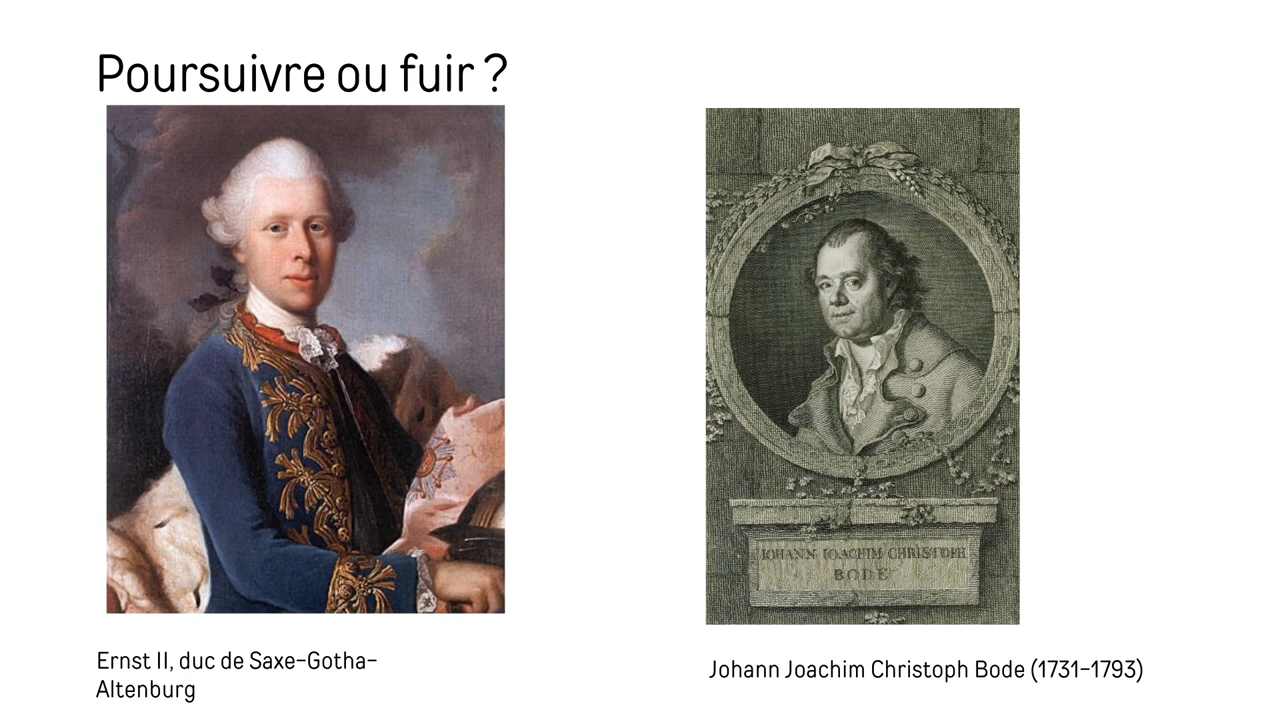 Poursuivre ou fuir ?
JOHANN JOACHIM CHRISTOPH
BODE
Ernst II, duc de Saxe-Gotha-
Altenburg
Johann Joachim Christoph Bode (1731-1793)